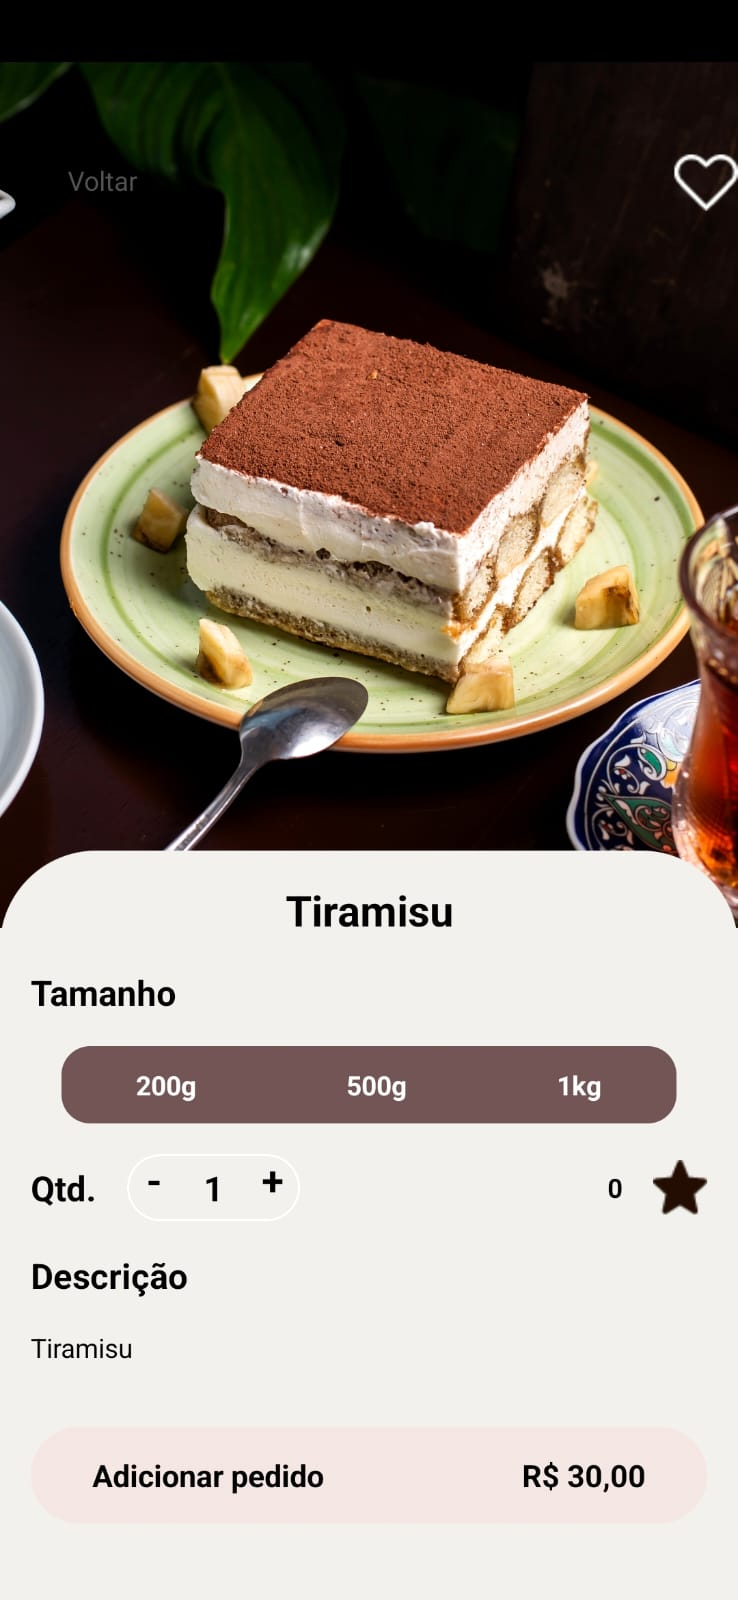 Voltar
Tiramisu
Tamanho
200g 500g 1kg
Qtd. - 1 + 0
Descrição
Tiramisu
Adicionar pedido R$ 30,00